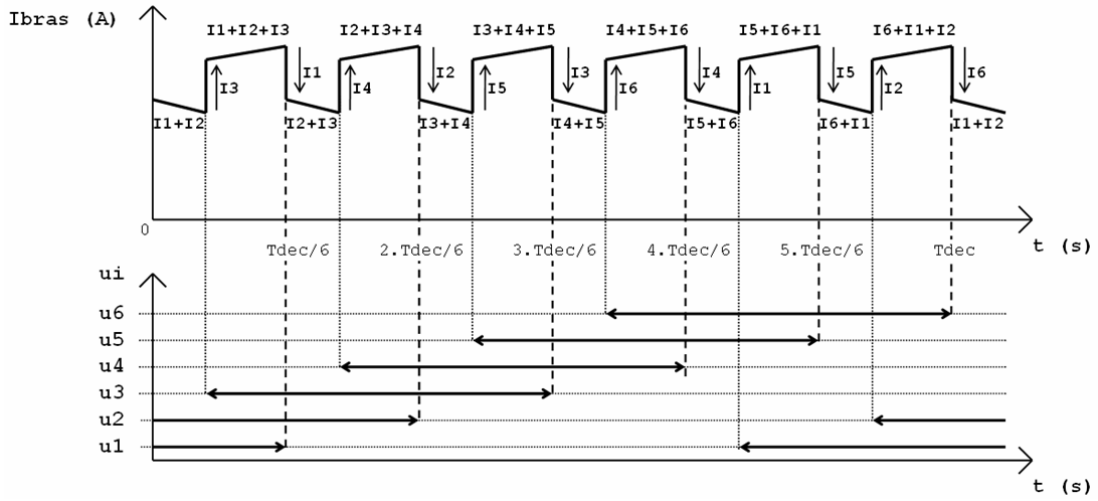 Ibras (A)
I1+I2+I3 I2+I3+I4 I3+I4+I5 I4+I5+I6 I5+I6+I1 I6+I1+I2
I1 I2 I3 I4 I5 I6
I3 I4 I5 I6 I1 I2
I1+I2 I2+I3 I3+I4 I4+I5 I5+I6 I6+I1 I1+I2
0
Tdec/6 2.Tdec/6 3.Tdec/6 4.Tdec/6 5.Tdec/6 Tdec t (s)
ui
u6
u5
u4
u3
u2
u1
t (s)